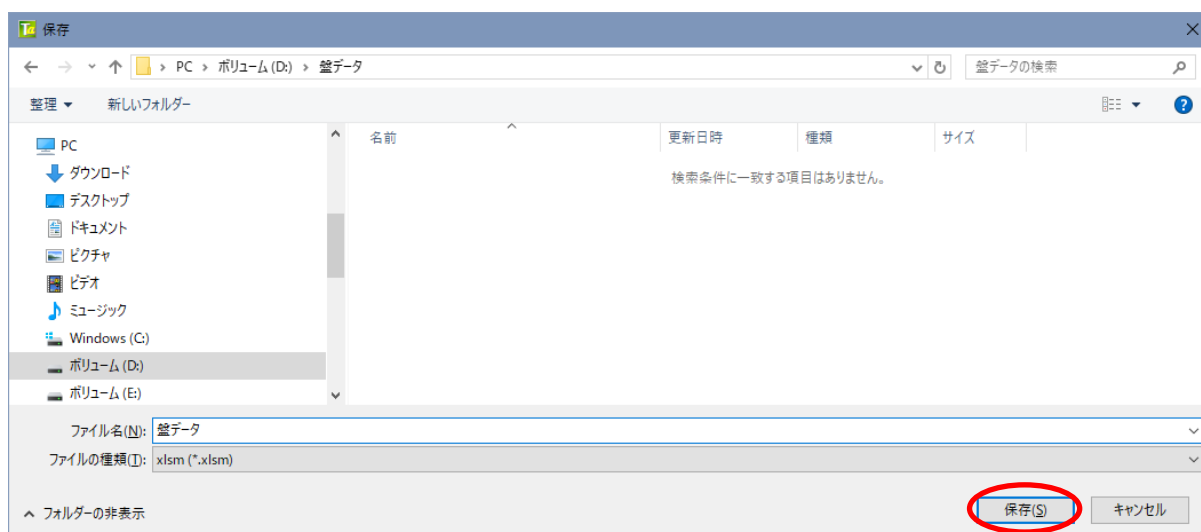 保存
PC › ボリューム (D:) › 盤データ
盤データの検索
整理 ▼ 新しいフォルダー
名前 更新日時 種類 サイズ
検索条件に一致する項目はありません。
PC
ダウンロード
デスクトップ
ドキュメント
ピクチャ
ビデオ
ミュージック
Windows (C:)
ボリューム (D:)
ボリューム (E:)
ファイル名(N): 盤データ
ファイルの種類(T): xlsm (*.xlsm)
フォルダーの非表示
保存(S) キャンセル